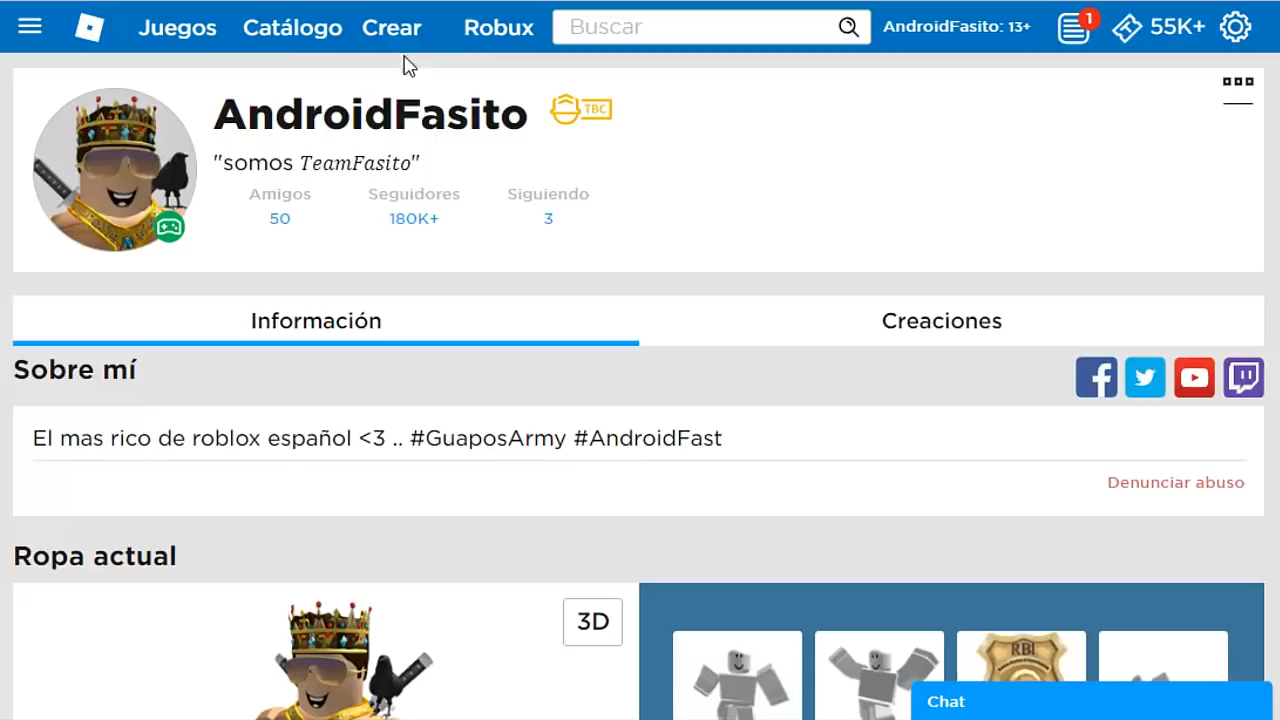 Juegos Catálogo Crear Robux Buscar AndroidFasito: 13+ 1 55K+
AndroidFasito TBC
"somos TeamFasito"
Amigos Seguidores Siguiendo
50 180K+ 3
Información Creaciones
Sobre mí
El mas rico de roblox español <3 .. #GuaposArmy #AndroidFast
Denunciar abuso
Ropa actual
3D
RBI
Chat